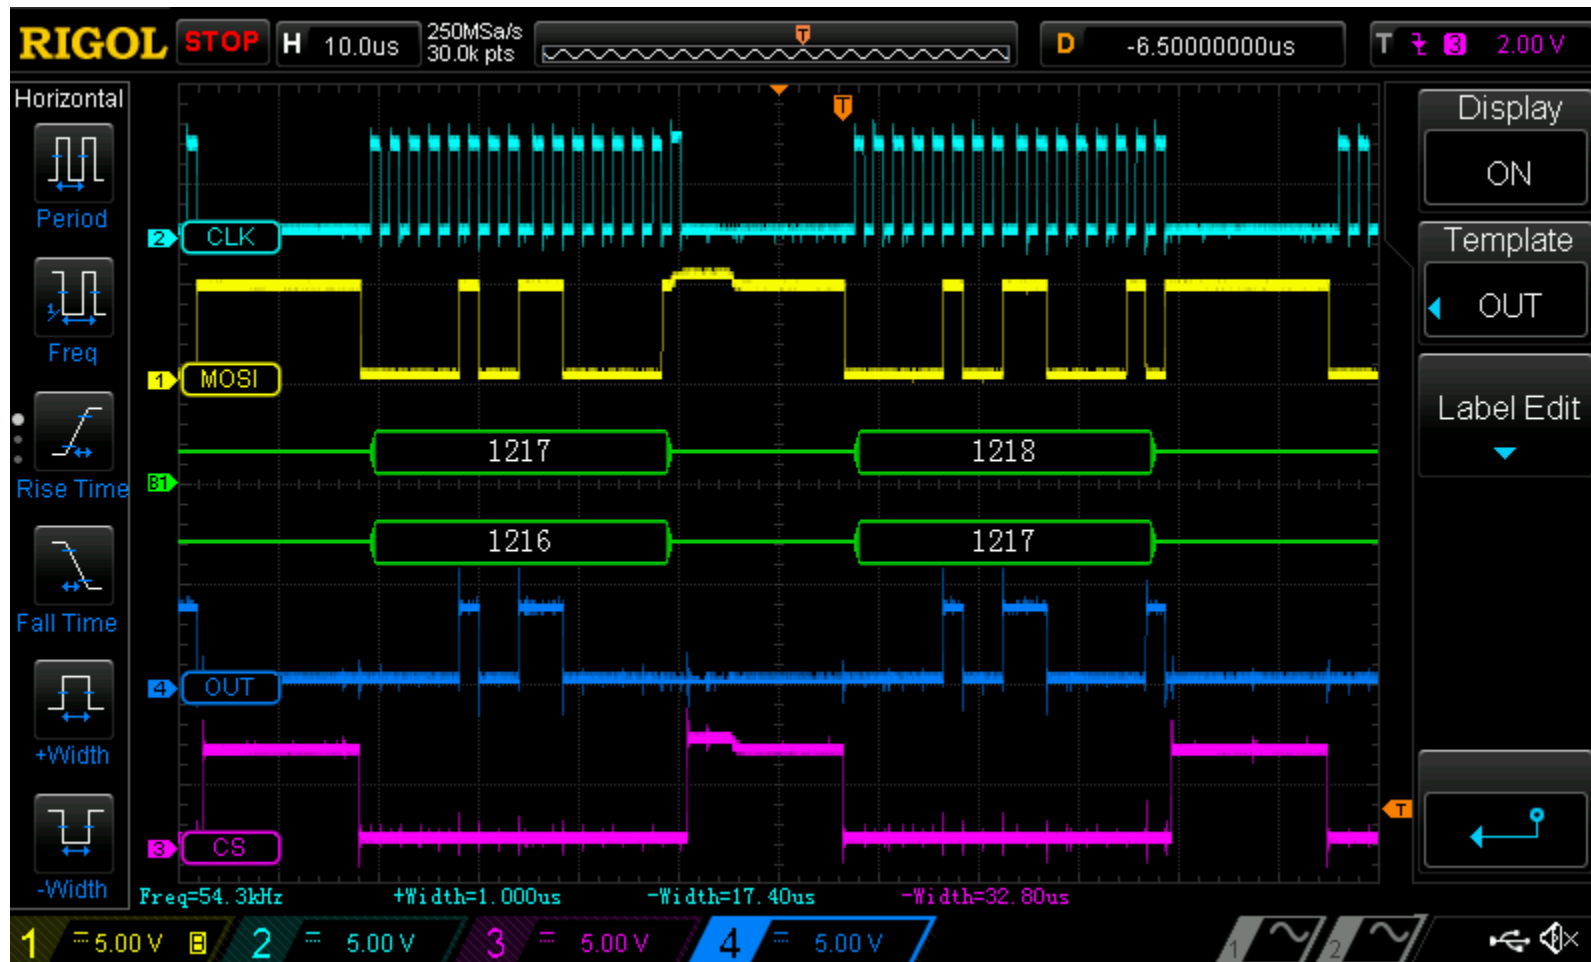 RIGOL STOP H 10.0us 250MSa/s 30.0k pts T D -6.50000000us T 3 2.00 V
Horizontal
Period
Freq
Rise Time
Fall Time
+Width
-Width
T
2 CLK
1 MOSI
1217 1218
B1
1216 1217
4 OUT
3 CS
T
Freq=54.3kHz +Width=1.000us -Width=17.40us -Width=32.80us
Display
ON
Template
OUT
Label Edit
1 5.00 V B 2 5.00 V 3 5.00 V 4 5.00 V 1 2